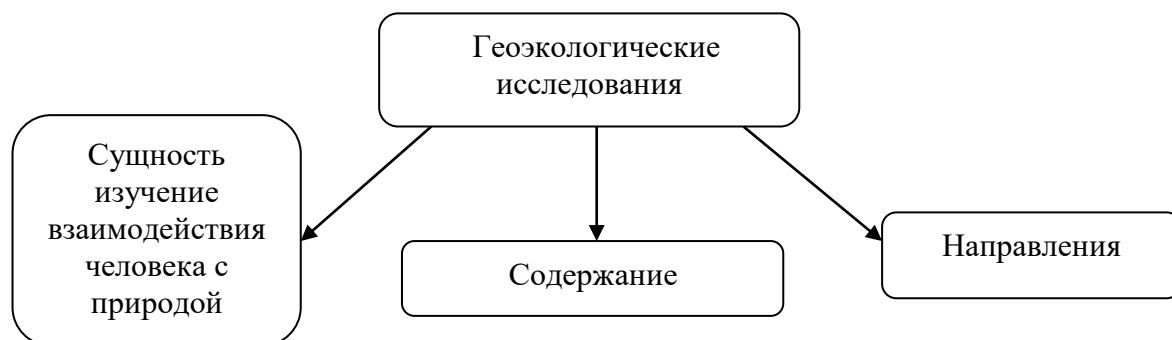 Геоэкологические
исследования
Сущность
изучение
взаимодействия
человека с
природой
Содержание
Направления